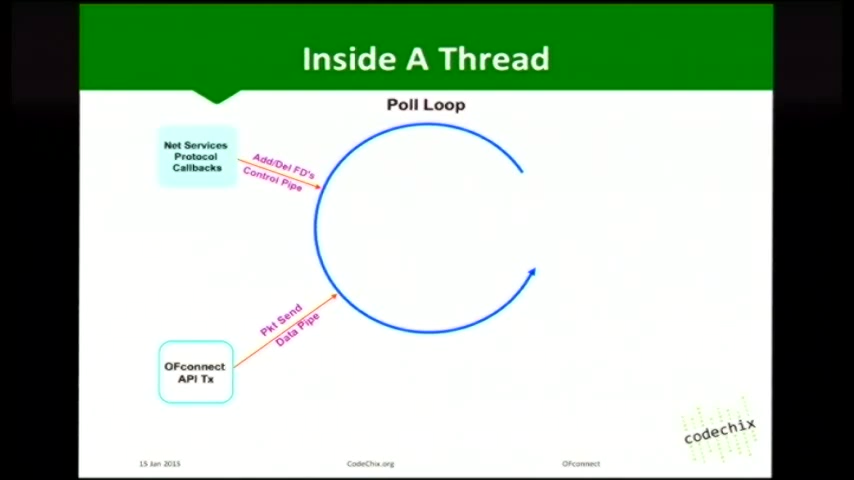 Inside A Thread
Poll Loop
Net Services
Protocol
Callbacks
Add/Del FD's
Control Pipe
Pkt Send
Data Pipe
OFconnect
API Tx
codechix
15 Jan 2015
CodeChix.org
OFconnect